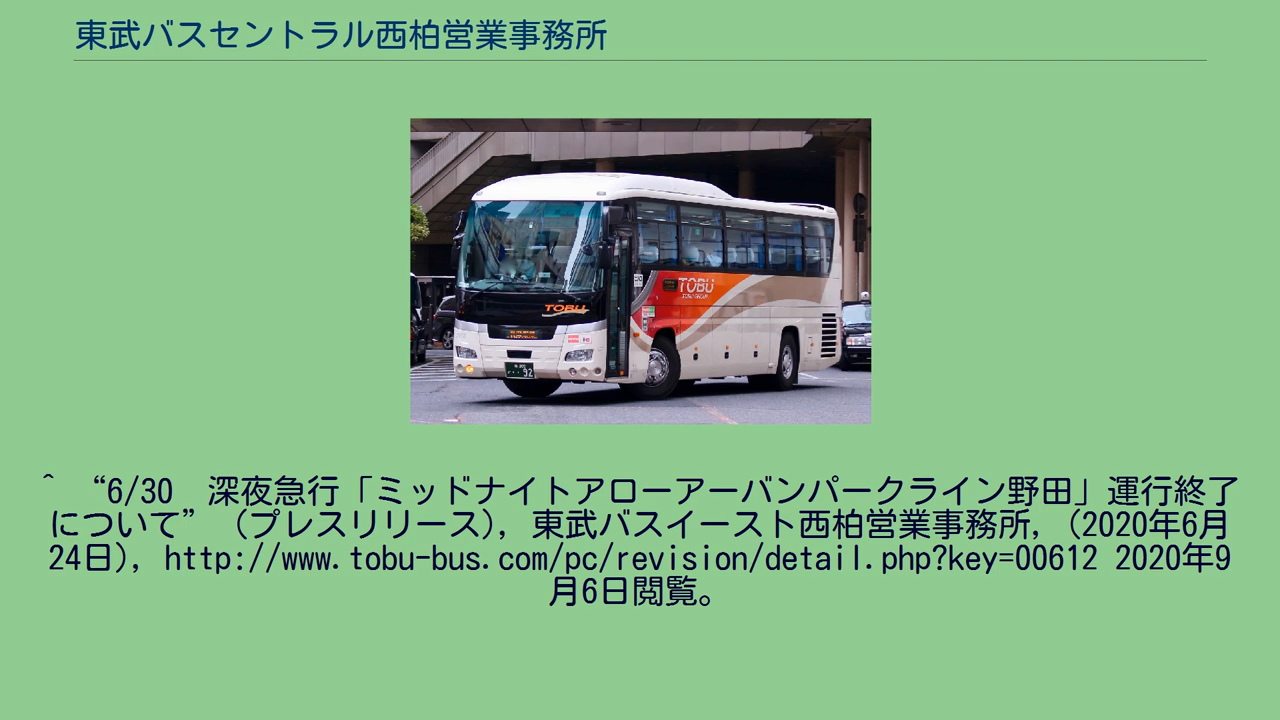 東武バスセントラル西柏営業事務所
TOBU
TOBU
92
^ “6/30 深夜急行「ミッドナイトアローアーバンパークライン野田」運行終了
について” (プレスリリース), 東武バスイースト西柏営業事務所, (2020年6月
24日), http://www.tobu-bus.com/pc/revision/detail.php?key=00612 2020年9
月6日閲覧。